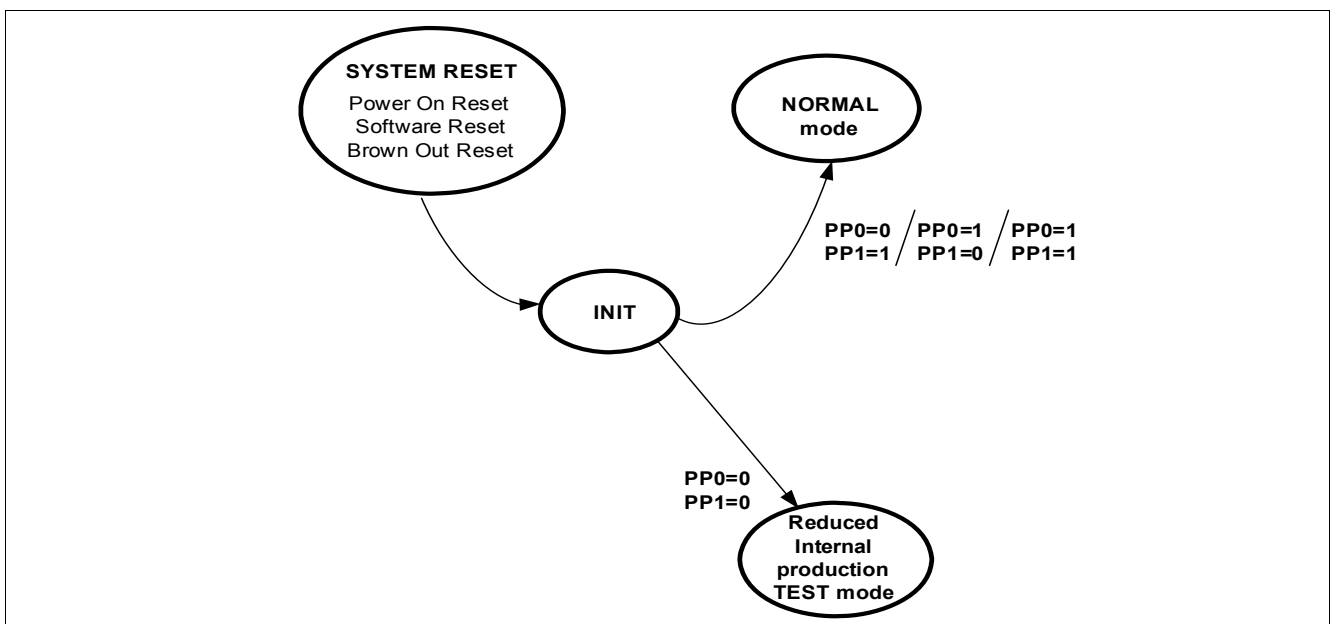 SYSTEM RESET
Power On Reset
Software Reset
Brown Out Reset
NORMAL
mode
PP0=0 / PP0=1 / PP0=1
PP1=1 / PP1=0 / PP1=1
INIT
PP0=0
PP1=0
Reduced
Internal
production
TEST mode